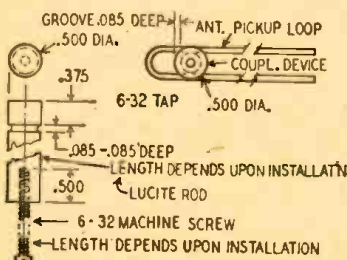 GROOVE .085 DEEP
ANT. PICKUP LOOP
.500 DIA.
COUPL. DEVICE
.375
6-32 TAP
.500 DIA.
.085-.085 DEEP
LENGTH DEPENDS UPON INSTALLATN
.500
LUCITE ROD
6-32 MACHINE SCREW
LENGTH DEPENDS UPON INSTALLATION